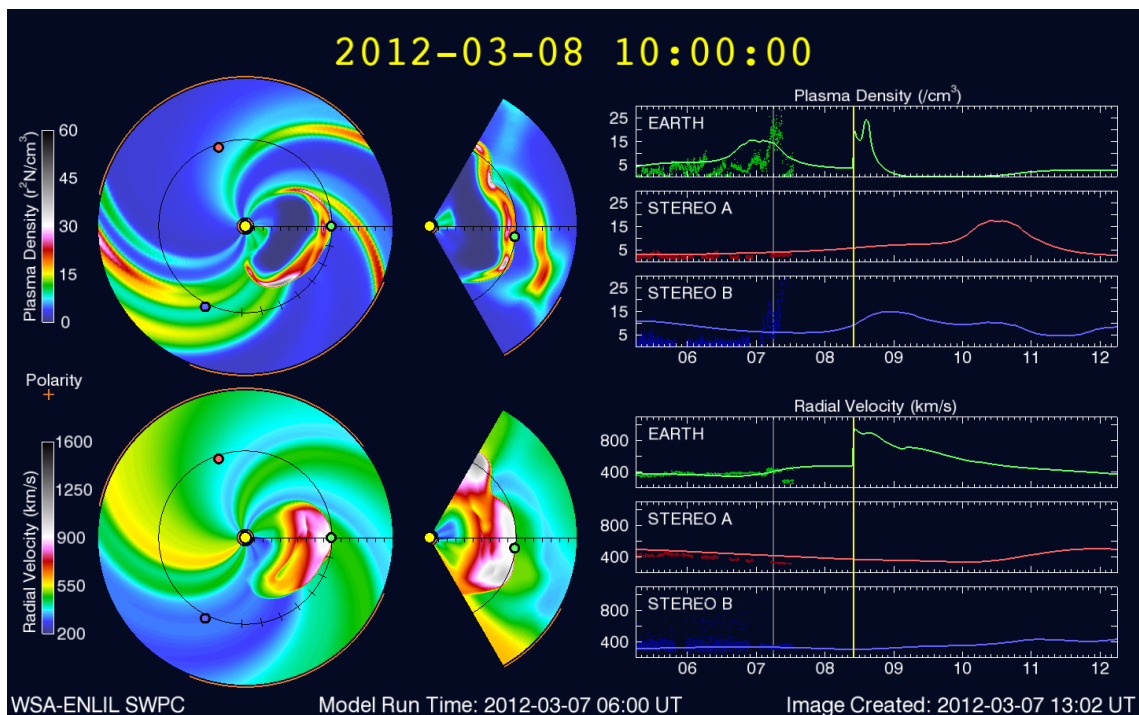 2012-03-08 10:00:00
Plasma Density (r²N/cm³)
60
45
30
15
0
Polarity
+
Radial Velocity (km/s)
1600
1250
900
550
200
Plasma Density (/cm³)
EARTH
25
15
5
STEREO A
25
15
5
STEREO B
25
15
5
06 07 08 09 10 11 12
Radial Velocity (km/s)
EARTH
800
400
STEREO A
800
400
STEREO B
800
400
06 07 08 09 10 11 12
WSA-ENLIL SWPC
Model Run Time: 2012-03-07 06:00 UT
Image Created: 2012-03-07 13:02 UT